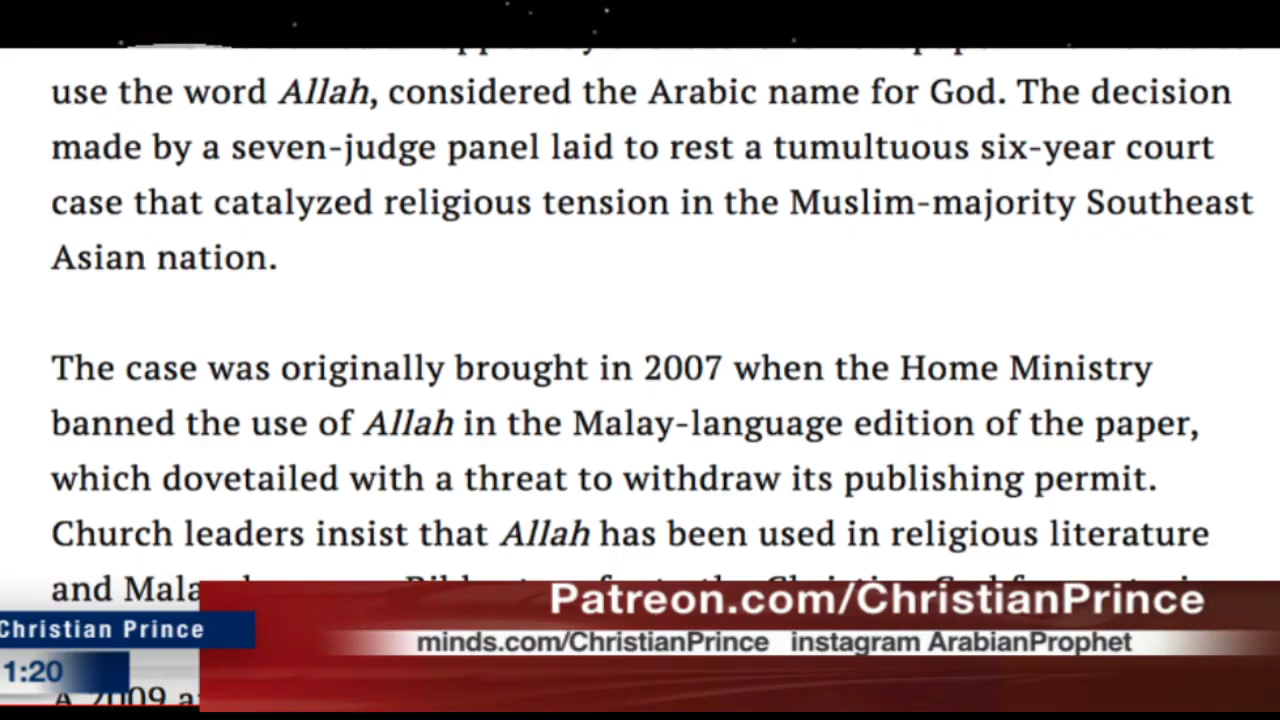 use the word Allah, considered the Arabic name for God. The decision
made by a seven-judge panel laid to rest a tumultuous six-year court
case that catalyzed religious tension in the Muslim-majority Southeast
Asian nation.
The case was originally brought in 2007 when the Home Ministry
banned the use of Allah in the Malay-language edition of the paper,
which dovetailed with a threat to withdraw its publishing permit.
Church leaders insist that Allah has been used in religious literature
and Mala
Patreon.com/ChristianPrince
Christian Prince
minds.com/ChristianPrince instagram ArabianProphet
1:20
A 2009 a